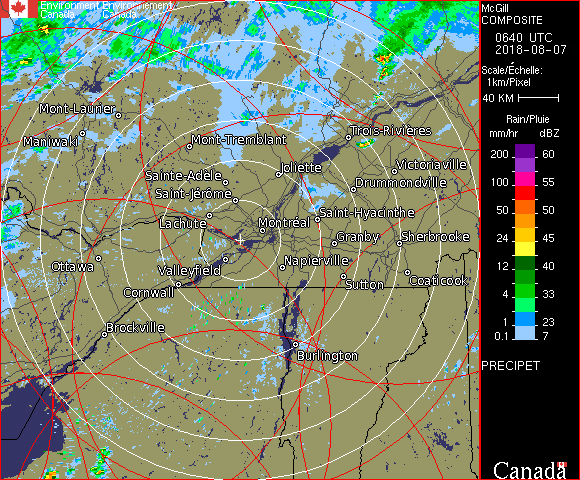 Environment Environnement
Canada Canada
McGill
COMPOSITE
0640 UTC
2018-08-07
Scale/Échelle:
1km/Pixel
40 KM
Rain/Pluie
mm/hr dBZ
200 60
150 65
100 55
50 50
24 45
12 40
4 33
1 23
0.1 7
PRECIPET
Canada
Mont-Laurier
Maniwaki
Mont-Tremblant
Trois-Rivières
Sainte-Adèle
Joliette
Victoriaville
Saint-Jérôme
Drummondville
Lachute
Montréal
Saint-Hyacinthe
Granby
Sherbrooke
Ottawa
Valleyfield
Napierville
Cornwall
Sutton
Coaticook
Brockville
Burlington